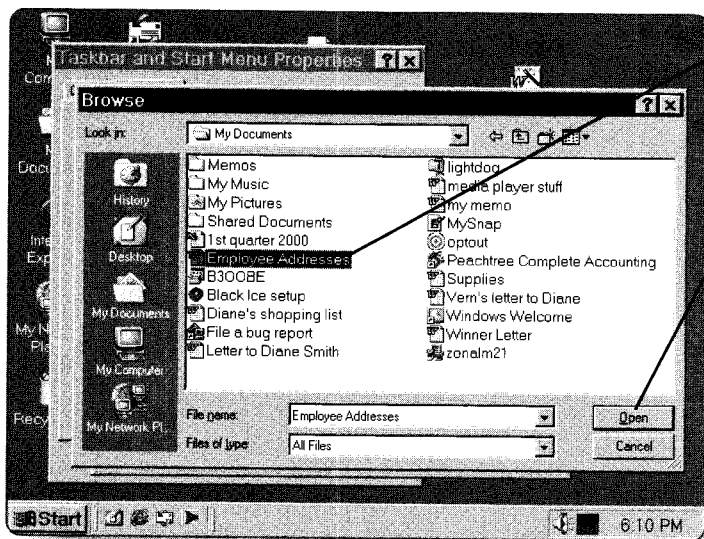 Taskbar and Start Menu Properties
Browse
Look in:
My Documents
History
Desktop
My Documents
My Computer
My Network Pl...
Memos
My Music
My Pictures
Shared Documents
1st quarter 2000
Employee Addresses
B300BE
Black Ice setup
Diane's shopping list
File a bug report
Letter to Diane Smith
lightdog
media player stuff
my memo
MySnap
optout
Peachtree Complete Accounting
Supplies
Vern's letter to Diane
Windows Welcome
Winner Letter
zonalm21
File name:
Employee Addresses
Open
Files of type:
All Files
Cancel
Start
6:10 PM